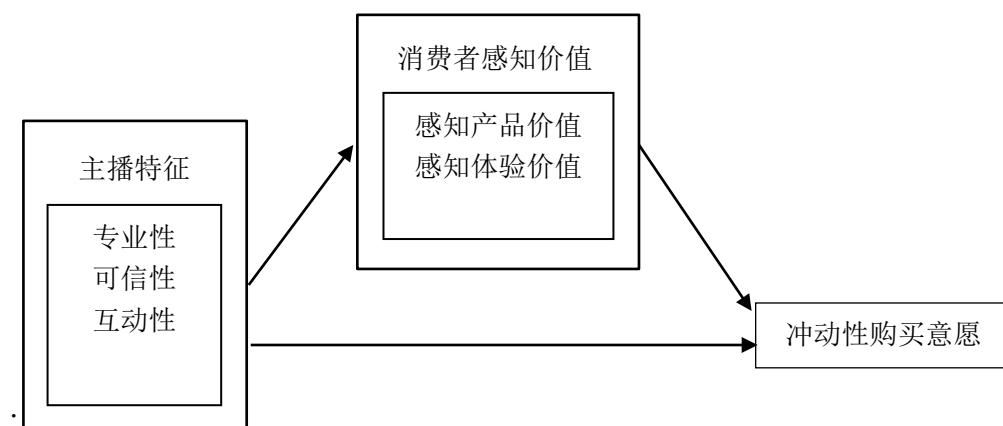 消费者感知价值
感知产品价值
感知体验价值
主播特征
专业性
可信性
互动性
冲动性购买意愿
.